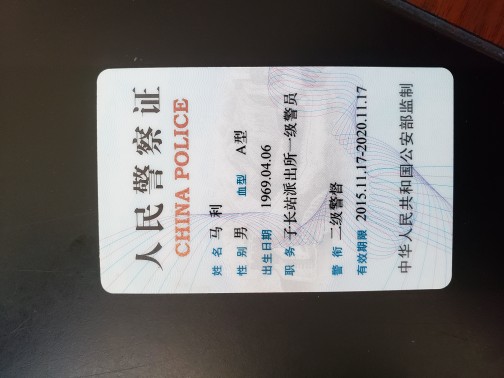 人民警察证
CHINA POLICE
姓名 马利
性别 男 血型 A型
出生日期 1969.04.06
职务 子长站派出所一级警员
警衔 二级警督
有效期限 2015.11.17-2020.11.17
中华人民共和国公安部监制